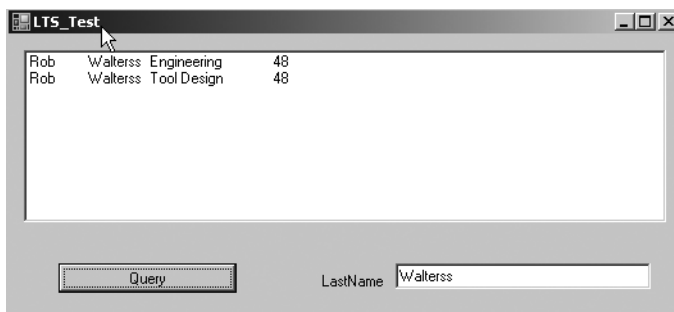 LTS_Test
Rob Walterss Engineering 48
Rob Walterss Tool Design 48
Query
LastName Walterss